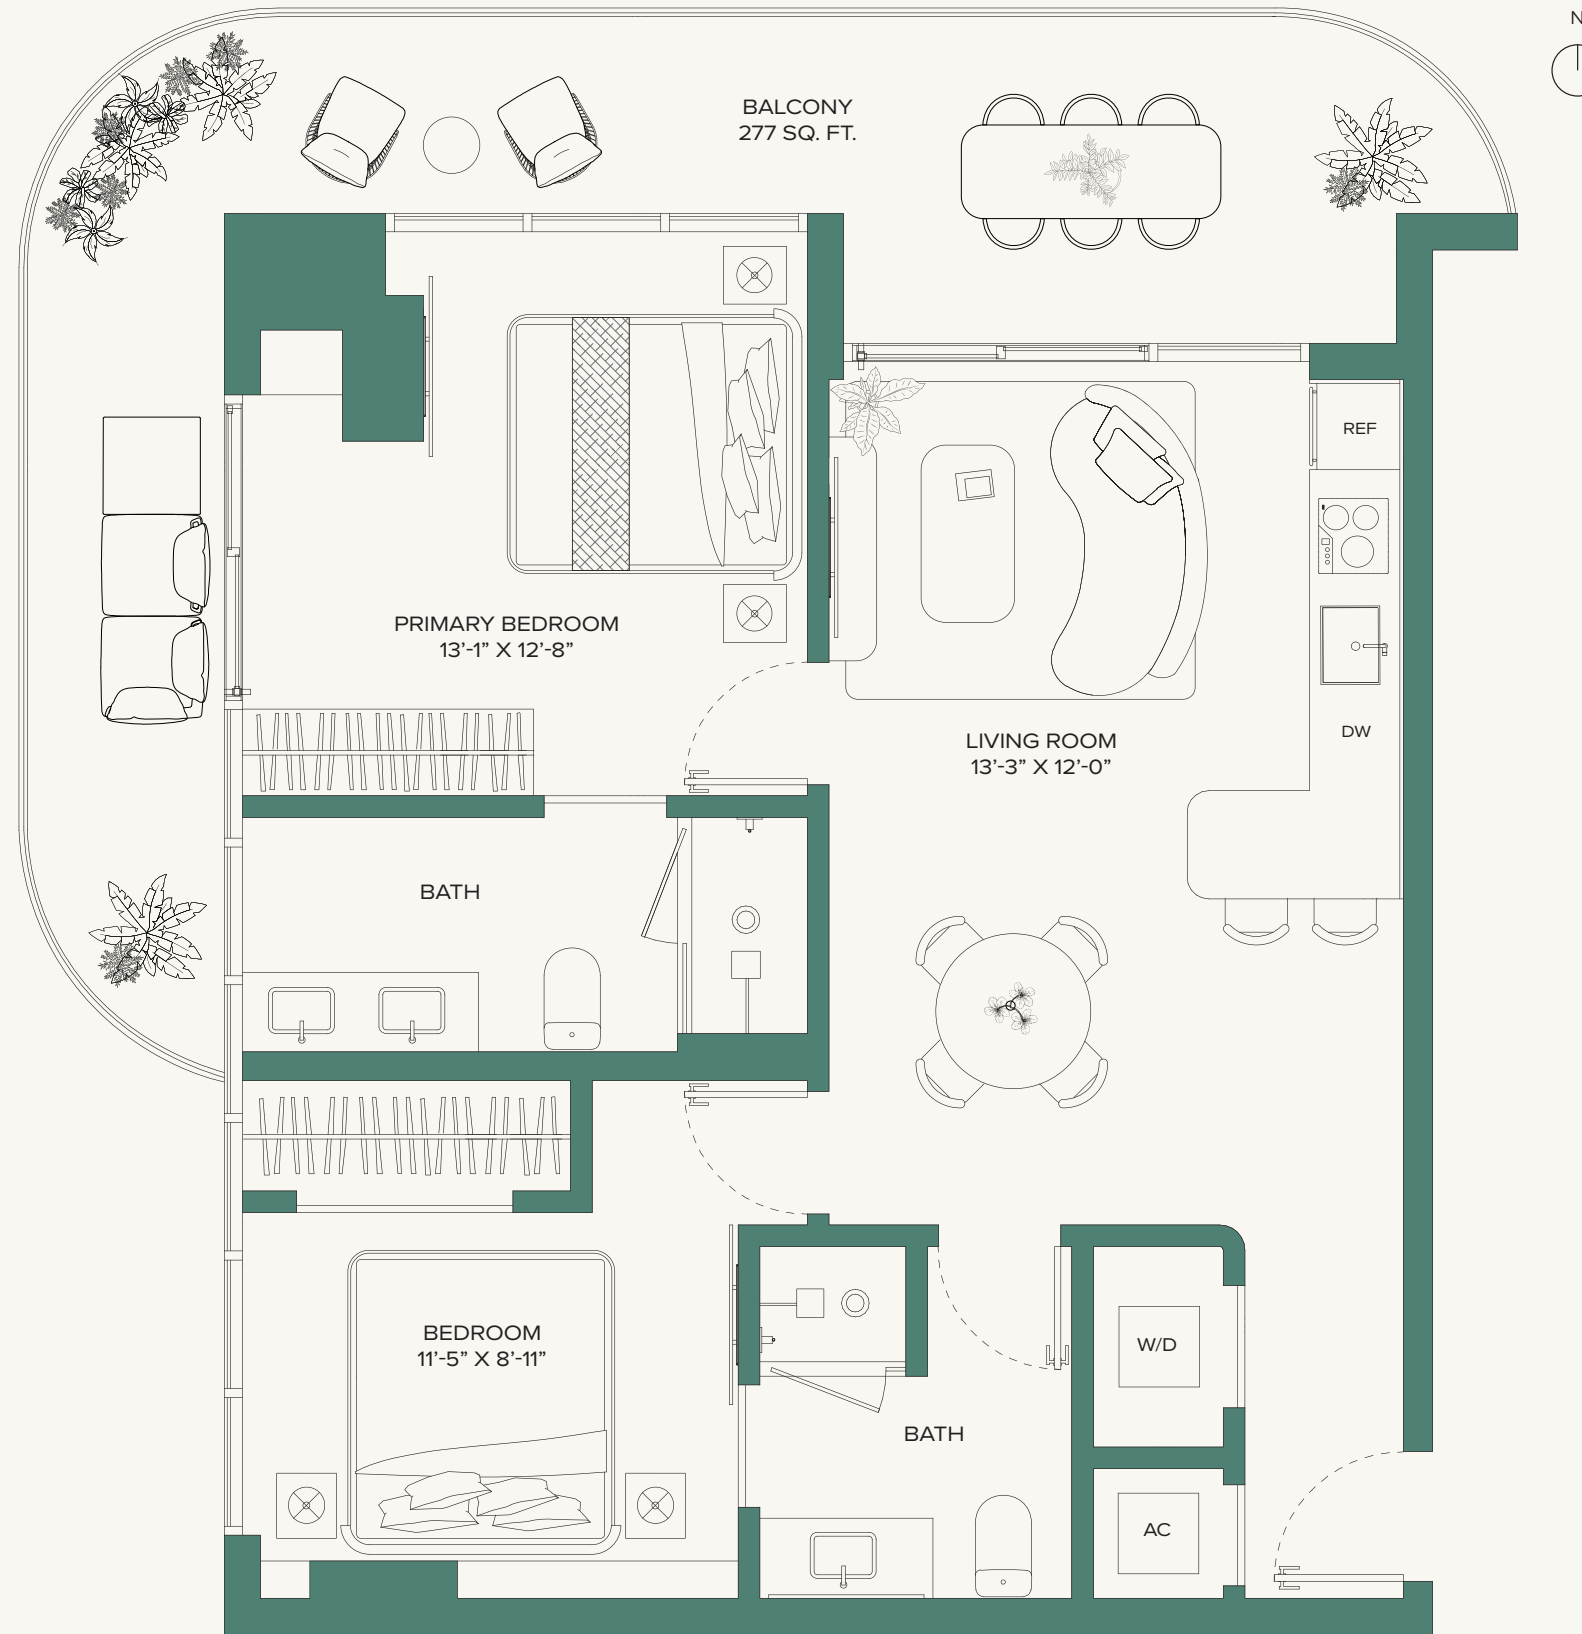 N
BALCONY
277 SQ. FT.
REF
PRIMARY BEDROOM
13’-1” X 12’-8”
DW
LIVING ROOM
13’-3” X 12’-0”
BATH
BEDROOM
11’-5” X 8’-11”
W/D
BATH
AC